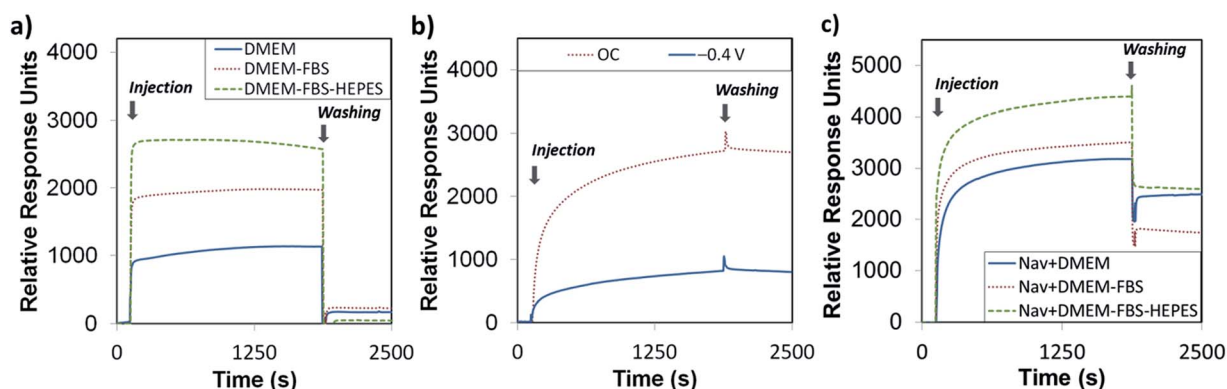 a)
Relative Response Units
4000
3000
2000
1000
0
DMEM
DMEM-FBS
DMEM-FBS-HEPES
Injection
Washing
0
1250
2500
Time (s)
b)
Relative Response Units
4000
3000
2000
1000
0
OC
−0.4 V
Washing
Injection
0
1250
2500
Time (s)
c)
Relative Response Units
5000
4000
3000
2000
1000
0
Washing
Injection
Nav+DMEM
Nav+DMEM-FBS
Nav+DMEM-FBS-HEPES
0
1250
2500
Time (s)